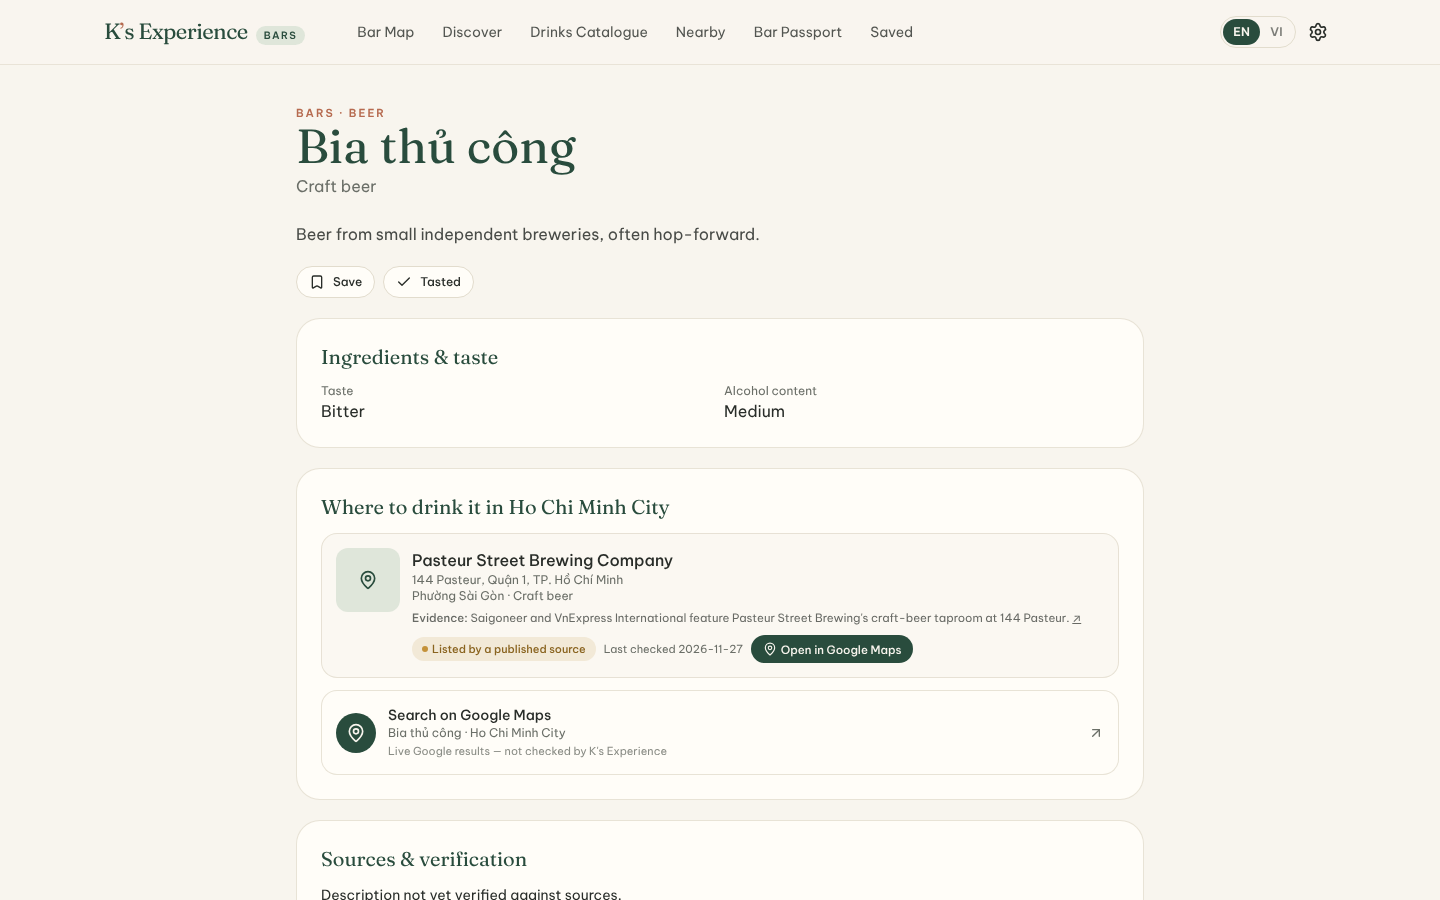 K's Experience BARS
Bar Map Discover Drinks Catalogue Nearby Bar Passport Saved
EN VI
BARS · BEER
Bia thủ công
Craft beer
Beer from small independent breweries, often hop-forward.
Save Tasted
Ingredients & taste
Taste Alcohol content
Bitter Medium
Where to drink it in Ho Chi Minh City
Pasteur Street Brewing Company
144 Pasteur, Quận 1, TP. Hồ Chí Minh
Phường Sài Gòn · Craft beer
Evidence: Saigoneer and VnExpress International feature Pasteur Street Brewing's craft-beer taproom at 144 Pasteur. ↗
Listed by a published source Last checked 2026-11-27 Open in Google Maps
Search on Google Maps
Bia thủ công · Ho Chi Minh City
Live Google results — not checked by K's Experience
Sources & verification
Description not yet verified against sources.